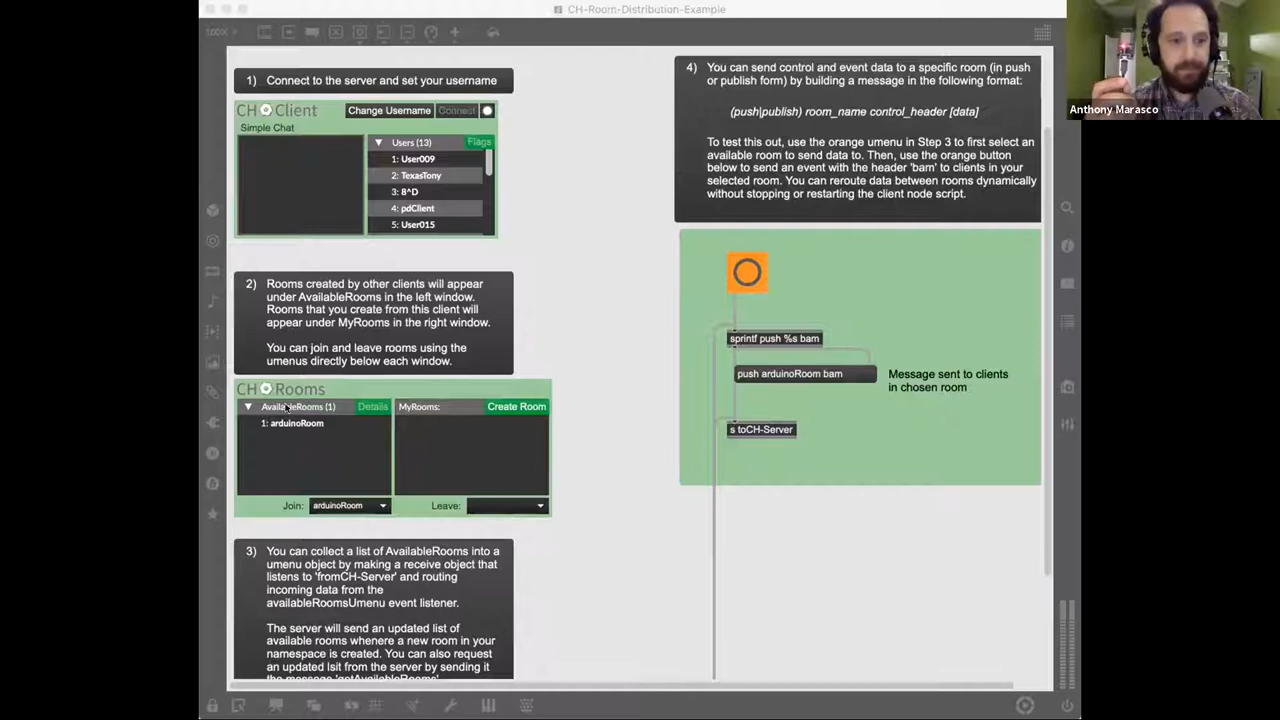 CH-Room-Distribution-Example
100%
1) Connect to the server and set your username
CH Client
Change Username
Connect
Simple Chat
Users (13)
Flags
1: User009
2: TexasTony
3: 8^D
4: pdClient
5: User015
2) Rooms created by other clients will appear
under AvailableRooms in the left window.
Rooms that you create from this client will
appear under MyRooms in the right window.
You can join and leave rooms using the
umenus directly below each window.
CH Rooms
AvailableRooms (1)
Details
MyRooms:
Create Room
1: arduinoRoom
Join:
arduinoRoom
Leave:
3) You can collect a list of AvailableRooms into a
umenu object by making a receive object that
listens to 'fromCH-Server' and routing
incoming data from the
availableRoomsUmenu event listener.
The server will send an updated list of
available rooms whenere a new room in your
namespace is created. You can also request
an updated lsit from the server by sending it
the message 'getAvailableRooms'
4) You can send control and event data to a specific room (in push
or publish form) by building a message in the following format:
(push|publish) room_name control_header [data]
To test this out, use the orange umenu in Step 3 to first select an
available room to send data to. Then, use the orange button
below to send an event with the header 'bam' to clients in your
selected room. You can reroute data between rooms dynamically
without stopping or restarting the client node script.
sprintf push %s bam
push arduinoRoom bam
Message sent to clients
in chosen room
s toCH-Server
Anthony Marasco